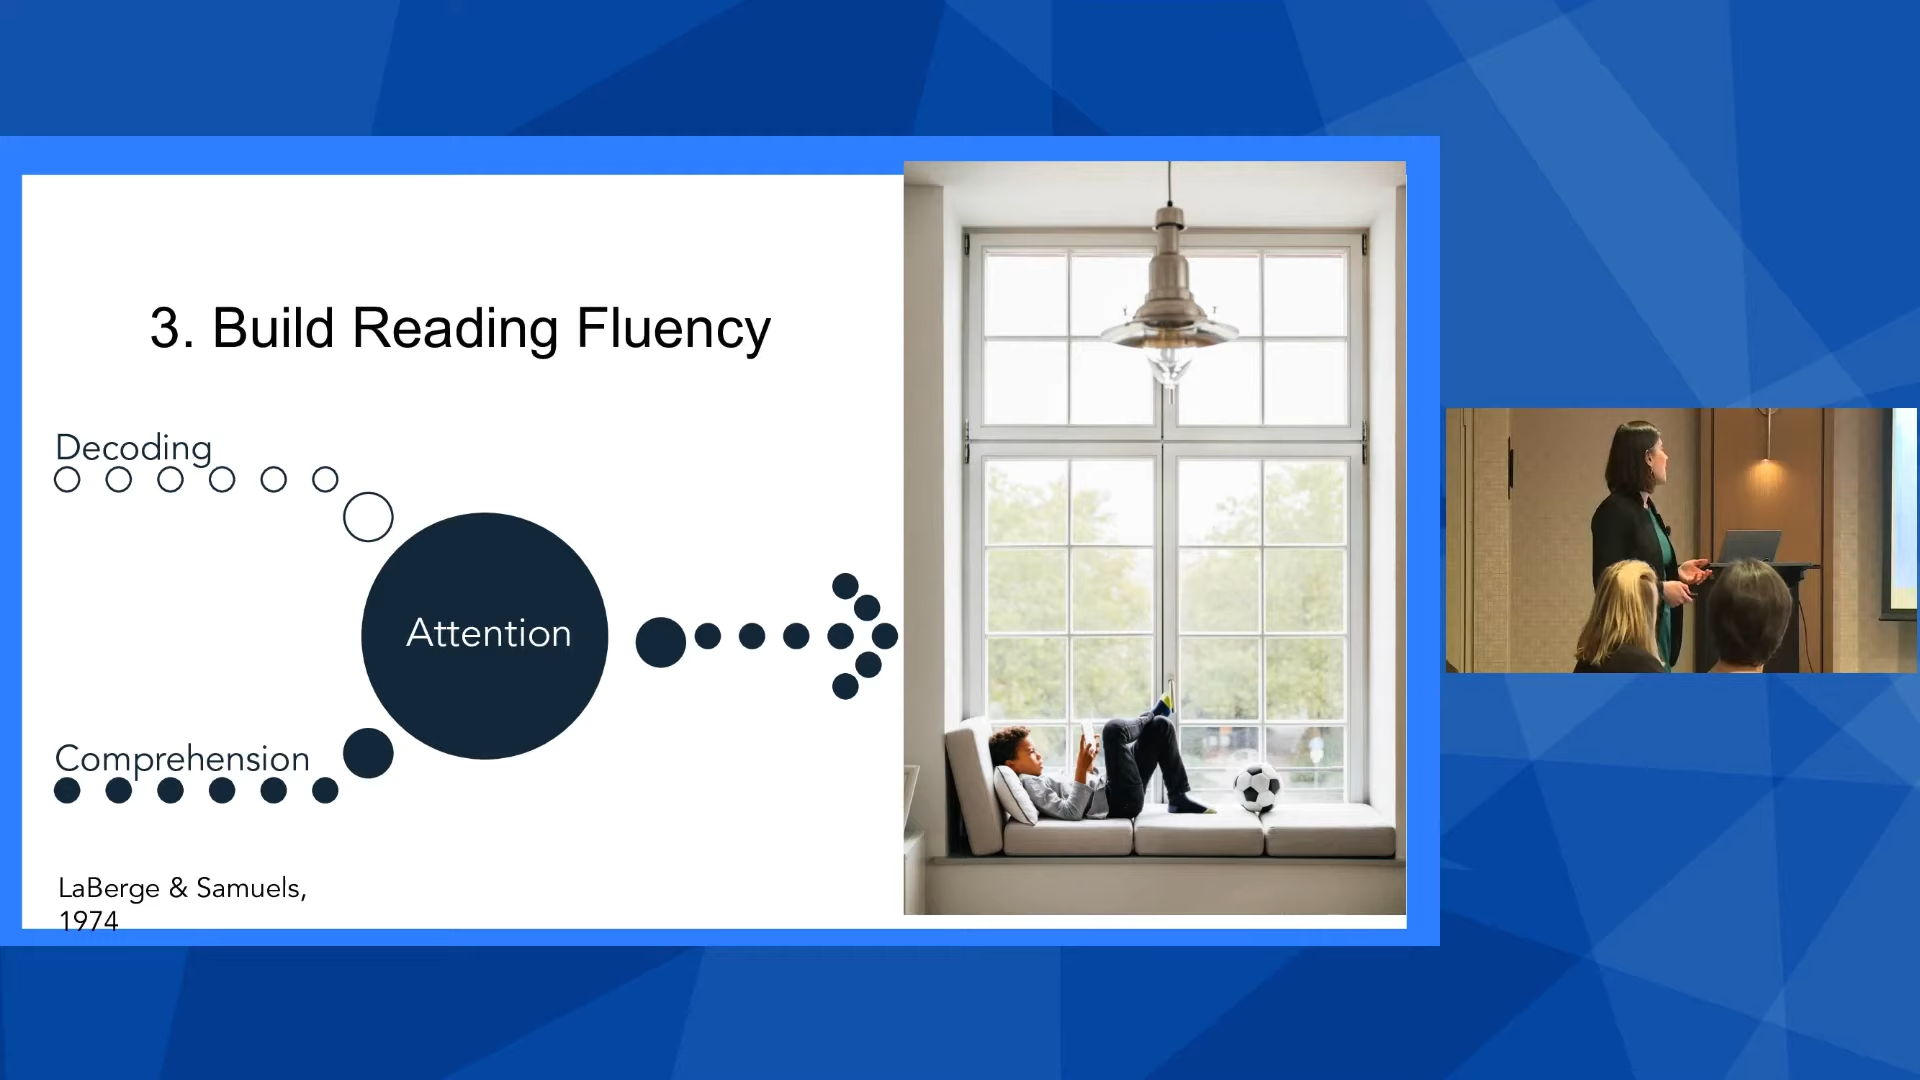 3. Build Reading Fluency
Decoding
Attention
Comprehension
LaBerge & Samuels,
1974